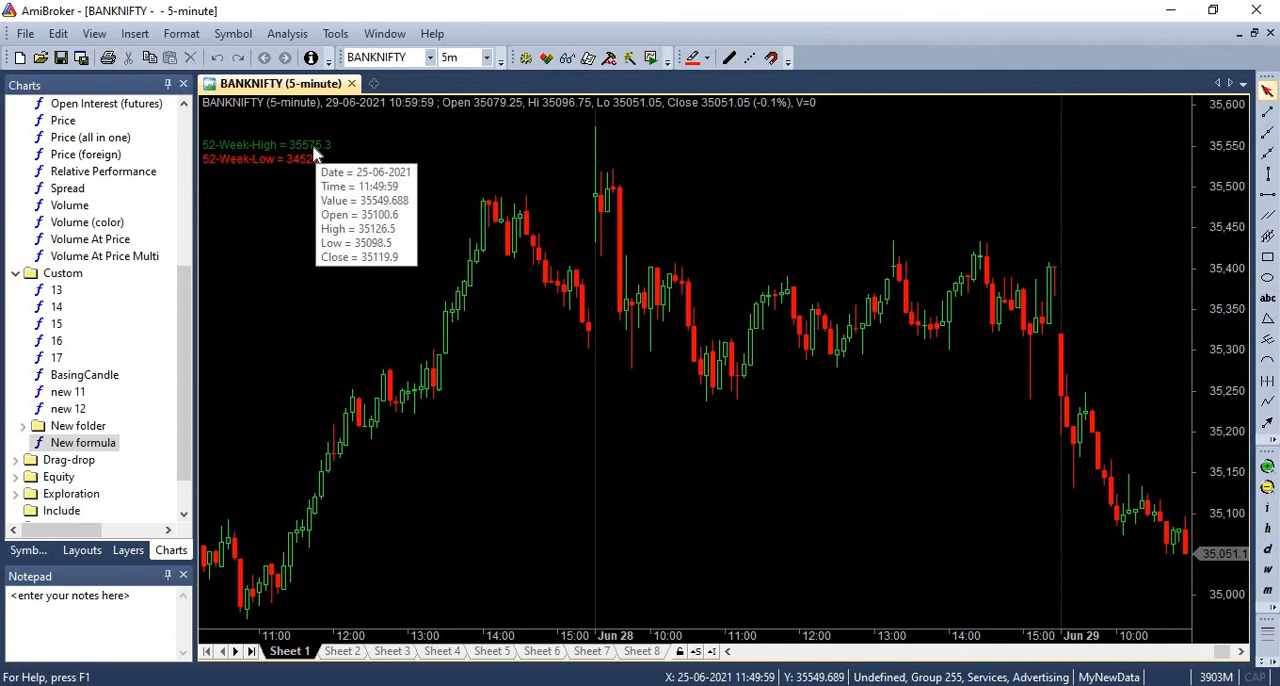 AmiBroker - [BANKNIFTY - - 5-minute]
File Edit View Insert Format Symbol Analysis Tools Window Help
BANKNIFTY 5m
Charts
Open Interest (futures)
Price
Price (all in one)
Price (foreign)
Relative Performance
Spread
Volume
Volume (color)
Volume At Price
Volume At Price Multi
Custom
13
14
15
16
17
BasingCandle
new 11
new 12
New folder
New formula
Drag-drop
Equity
Exploration
Include
Symb... Layouts Layers Charts
Notepad
<enter your notes here>
BANKNIFTY (5-minute)
BANKNIFTY (5-minute), 29-06-2021 10:59:59 ; Open 35079.25, Hi 35096.75, Lo 35051.05, Close 35051.05 (-0.1%), V=0
52-Week-High = 35575.3
52-Week-Low = 3452
Date = 25-06-2021
Time = 11:49:59
Value = 35549.688
Open = 35100.6
High = 35126.5
Low = 35098.5
Close = 35119.9
35,600
35,550
35,500
35,450
35,400
35,350
35,300
35,250
35,200
35,150
35,100
35,051.1
35,000
11:00 12:00 13:00 14:00 15:00 Jun 28 10:00 11:00 12:00 13:00 14:00 15:00 Jun 29 10:00
Sheet 1 Sheet 2 Sheet 3 Sheet 4 Sheet 5 Sheet 6 Sheet 7 Sheet 8
abc
i
h
d
w
m
For Help, press F1
X: 25-06-2021 11:49:59 Y: 35549.689 Undefined, Group 255, Services, Advertising MyNewData 3903M CAP